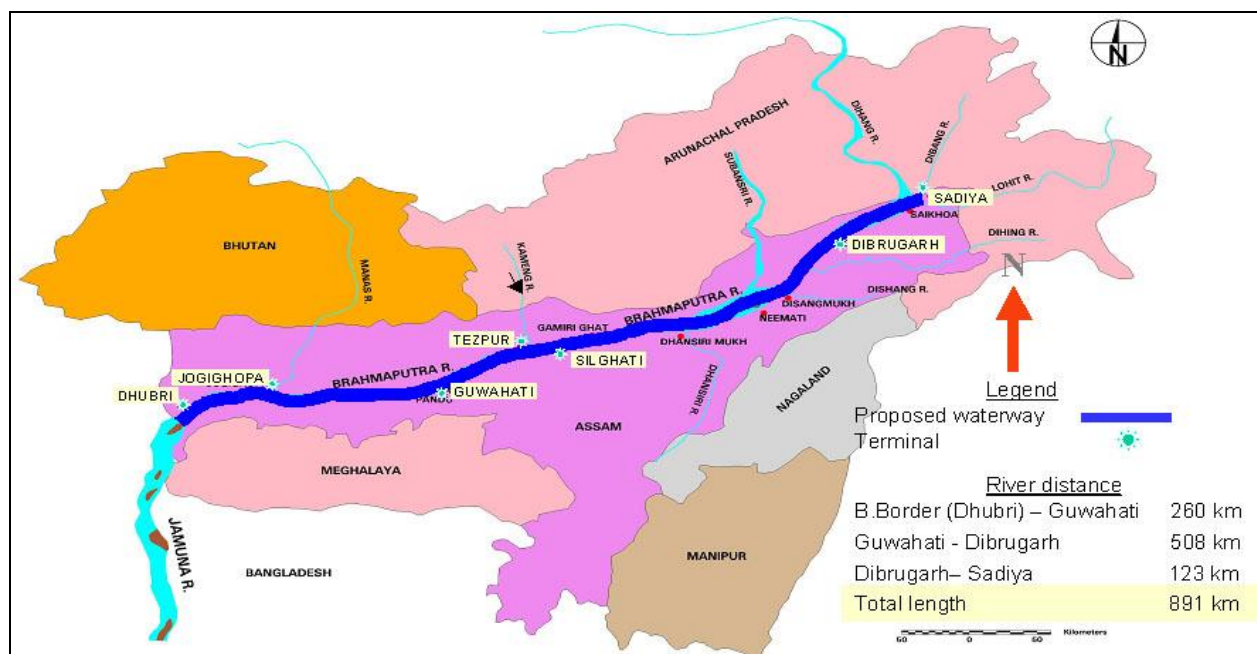 N
ARUNACHAL PRADESH
DIHANG R.
DIBANG R.
SUBANSRI R.
LOHIT R.
SADIYA
SAIKHOA
DIHING R.
DIBRUGARH
N
BHUTAN
MANAS R.
KAMENG R.
DISHANG R.
DISANGMUKH
BRAHMAPUTRA R.
NEEMATI
GAMIRI GHAT
TEZPUR
DHANSIRI MUKH
SILGHATI
JOGIGHOPA
BRAHMAPUTRA R.
DHUBRI
GUWAHATI
DHANSIRI R.
NAGALAND
ASSAM
MEGHALAYA
JAMUNA R.
BANGLADESH
MANIPUR
Legend
Proposed waterway
Terminal
River distance
B.Border (Dhubri) – Guwahati 260 km
Guwahati - Dibrugarh 508 km
Dibrugarh– Sadiya 123 km
Total length 891 km
50 0 50 Kilometers